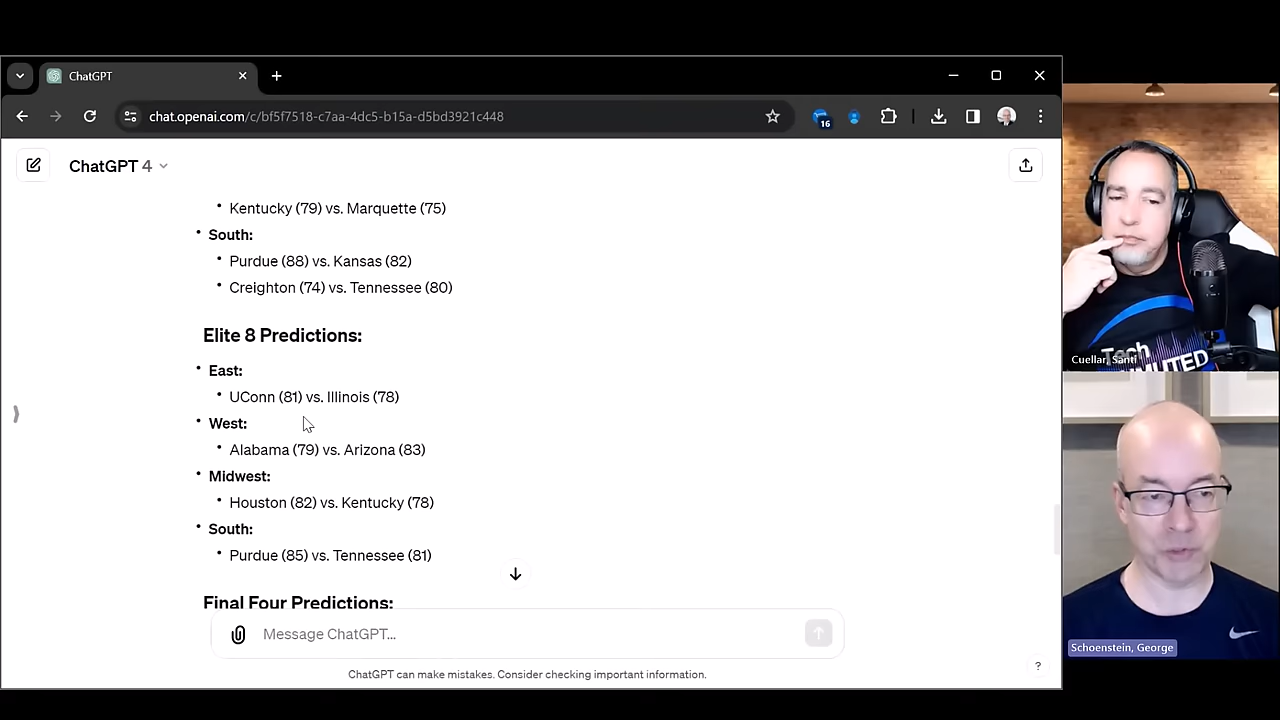 ChatGPT
chat.openai.com/c/bf5f7518-c7aa-4dc5-b15a-d5bd3921c448
16
ChatGPT 4
Kentucky (79) vs. Marquette (75)
South:
Purdue (88) vs. Kansas (82)
Creighton (74) vs. Tennessee (80)
Elite 8 Predictions:
East:
UConn (81) vs. Illinois (78)
West:
Alabama (79) vs. Arizona (83)
Midwest:
Houston (82) vs. Kentucky (78)
South:
Purdue (85) vs. Tennessee (81)
Final Four Predictions:
Message ChatGPT...
ChatGPT can make mistakes. Consider checking important information.
?
Tech
Cuellar, Santi
Schoenstein, George